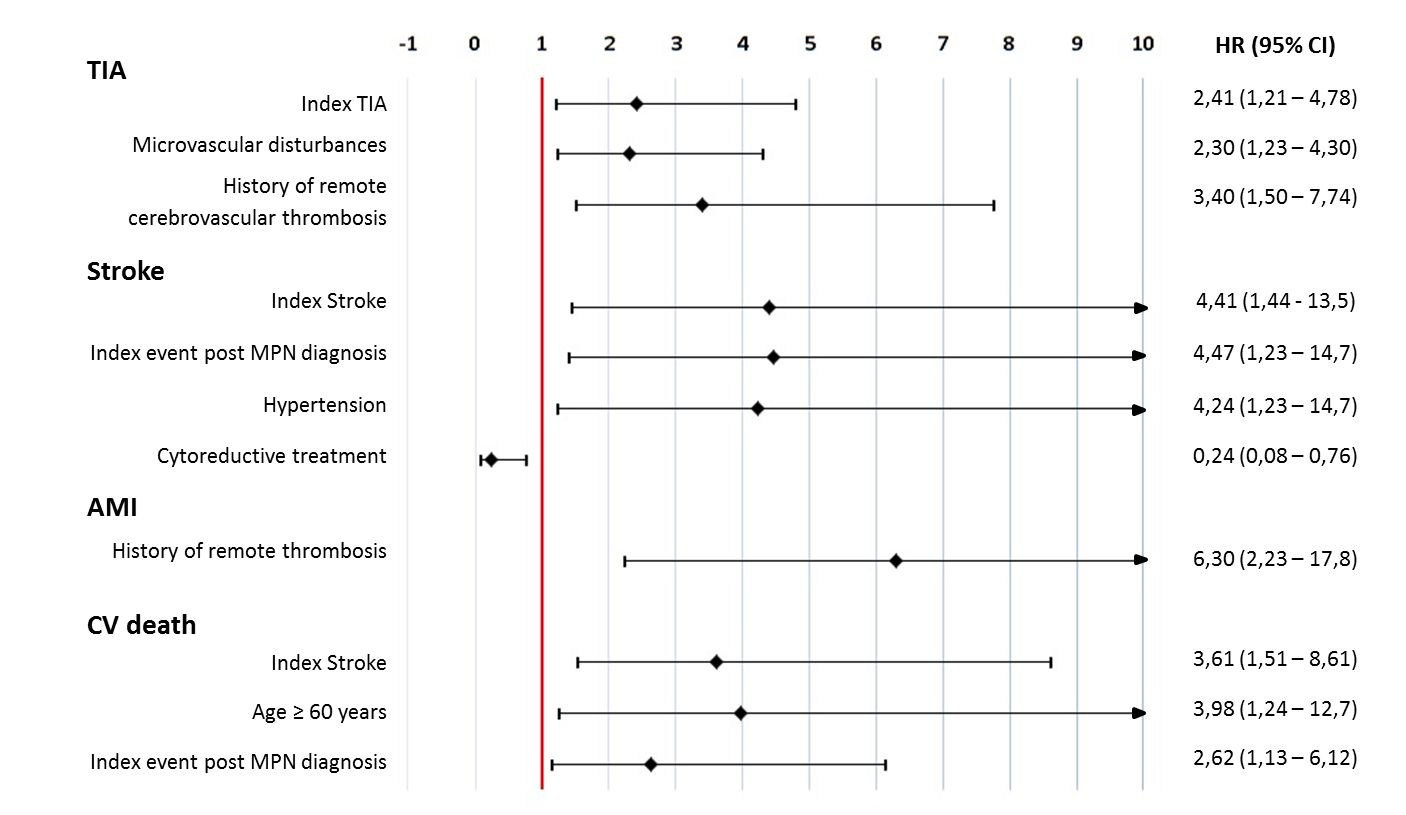 -1 0 1 2 3 4 5 6 7 8 9 10 HR (95% CI)
TIA
Index TIA 2,41 (1,21 – 4,78)
Microvascular disturbances 2,30 (1,23 – 4,30)
History of remote
cerebrovascular thrombosis 3,40 (1,50 – 7,74)
Stroke
Index Stroke 4,41 (1,44 - 13,5)
Index event post MPN diagnosis 4,47 (1,23 – 14,7)
Hypertension 4,24 (1,23 – 14,7)
Cytoreductive treatment 0,24 (0,08 – 0,76)
AMI
History of remote thrombosis 6,30 (2,23 – 17,8)
CV death
Index Stroke 3,61 (1,51 – 8,61)
Age ≥ 60 years 3,98 (1,24 – 12,7)
Index event post MPN diagnosis 2,62 (1,13 – 6,12)